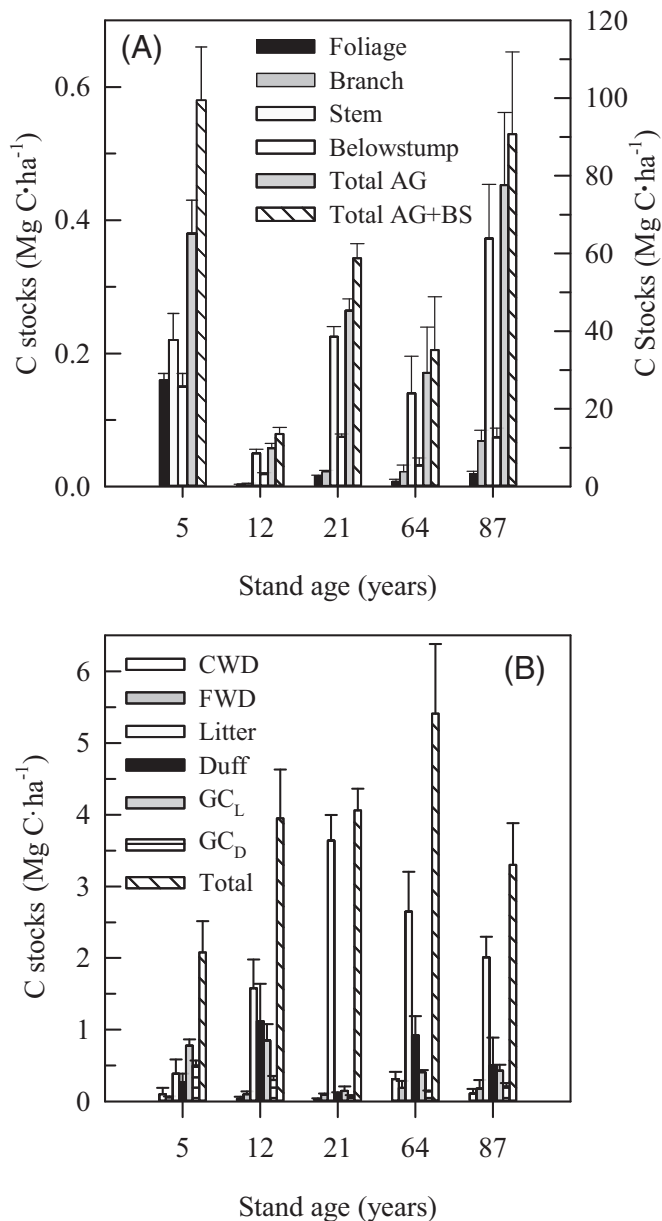 (A)
Foliage
Branch
Stem
Belowstump
Total AG
Total AG+BS
C stocks (Mg C·ha⁻¹)
0.6
0.4
0.2
0.0
C Stocks (Mg C·ha⁻¹)
120
100
80
60
40
20
0
5 12 21 64 87
Stand age (years)
(B)
CWD
FWD
Litter
Duff
GC_L
GC_D
Total
C stocks (Mg C·ha⁻¹)
6
5
4
3
2
1
0
5 12 21 64 87
Stand age (years)